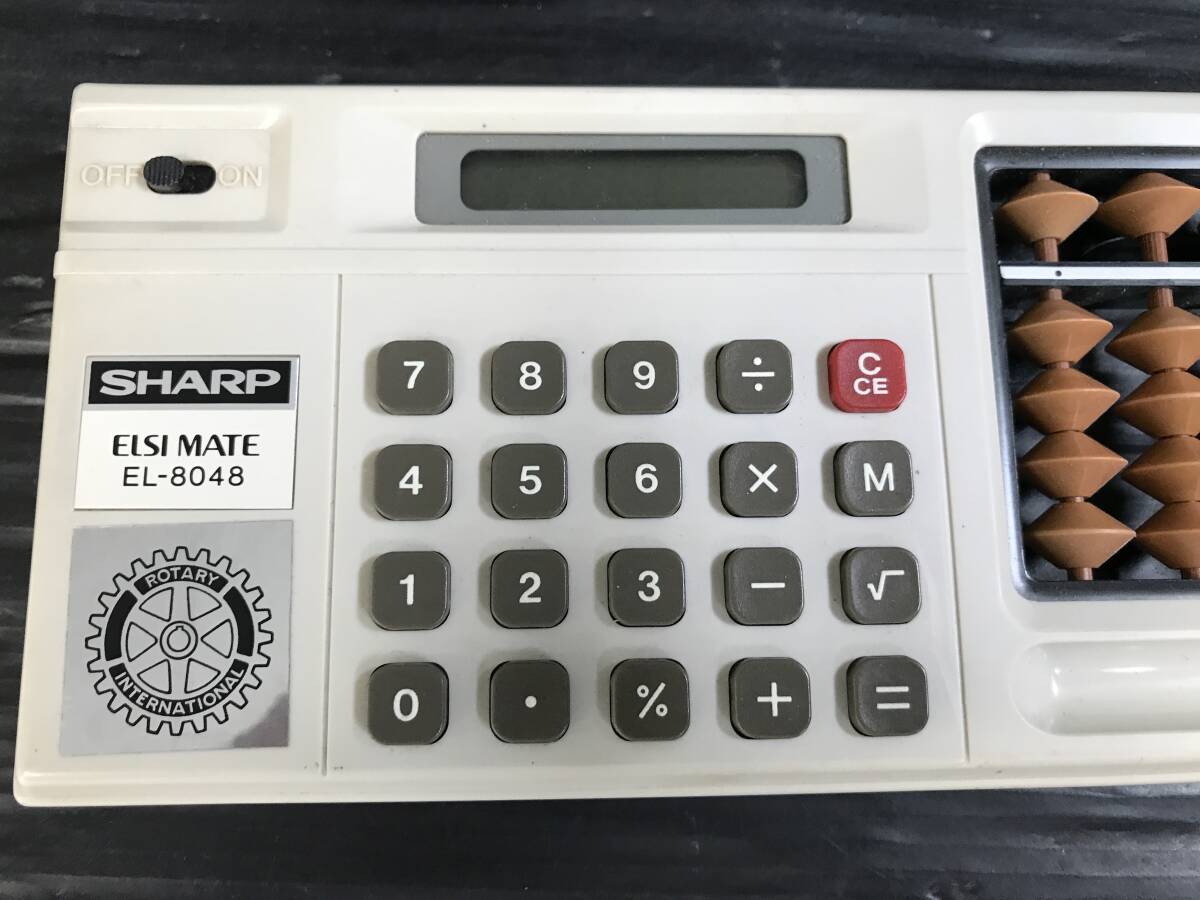 OFF ON
SHARP
ELSI MATE
EL-8048
ROTARY
INTERNATIONAL
7 8 9 ÷ C CE
4 5 6 × M
1 2 3 − √
0 . % + =